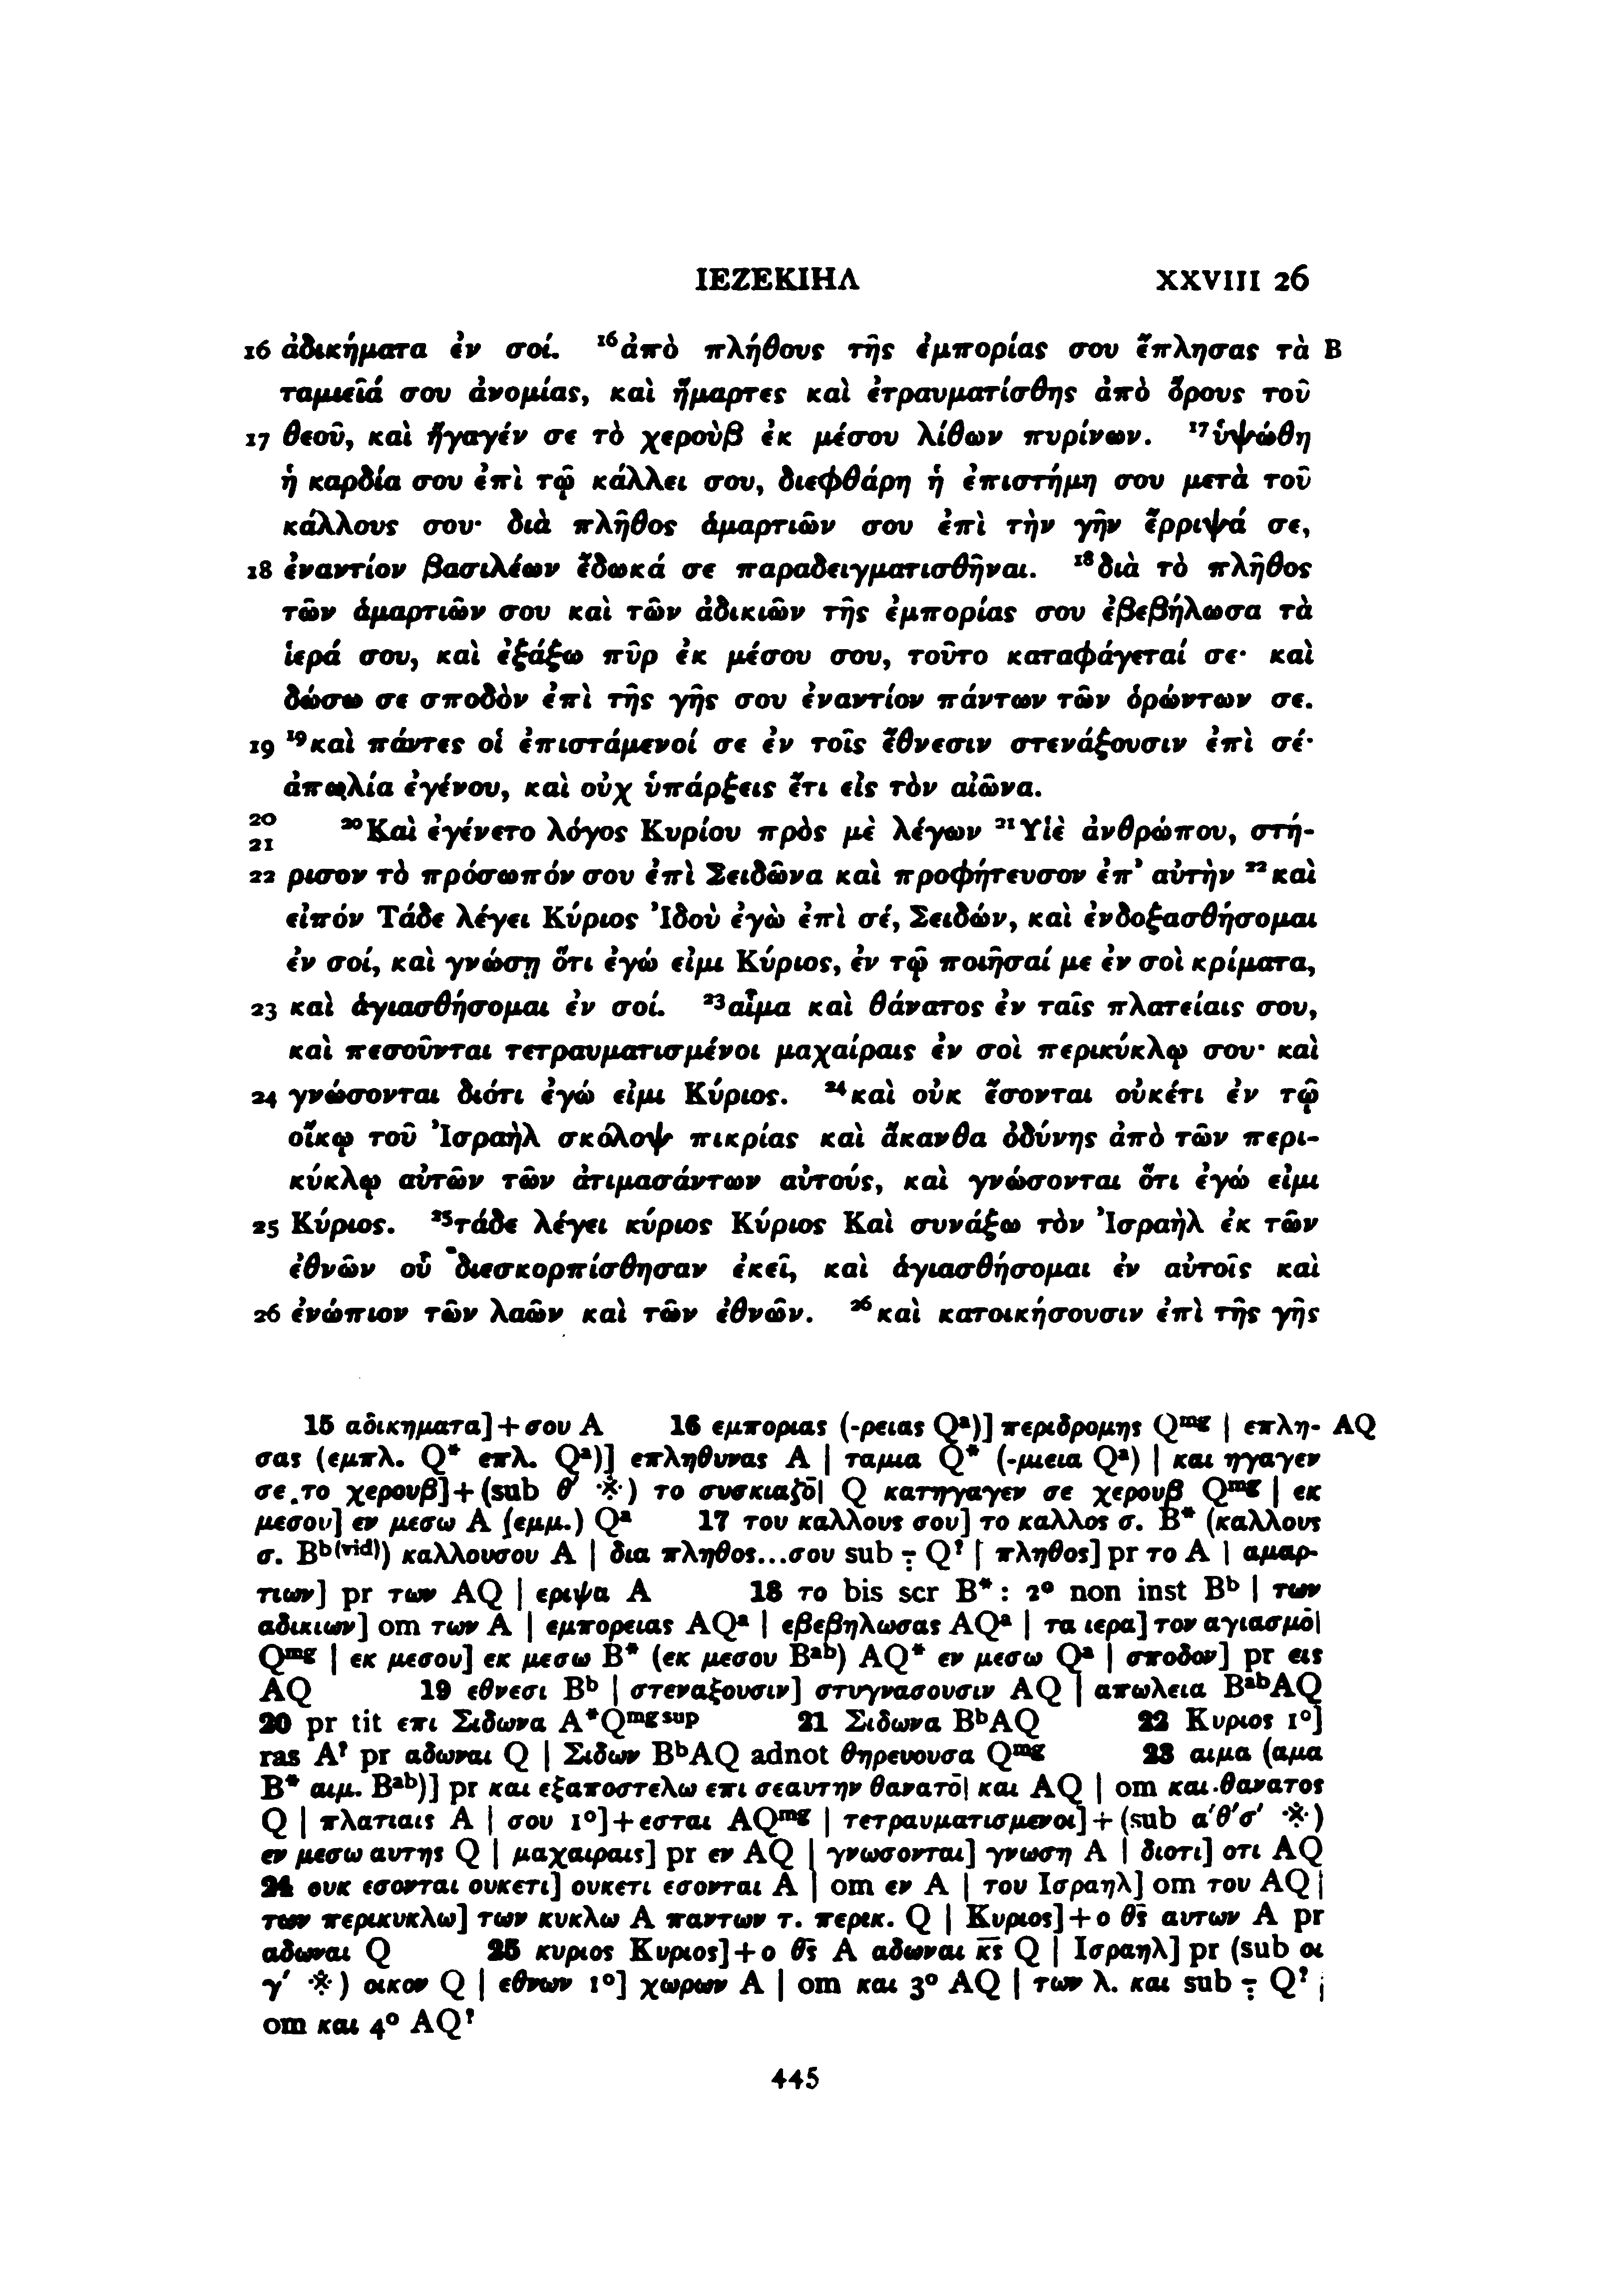 ΙΕΖΕΚΙΗΛ XXVIII 26
16 ἀδικήματα ἐν σοί. ¹⁶ἀπὸ πλήθους τῆς ἐμπορίας σου ἔπλησας τὰ B
ταμιεῖά σου ἀνομίας, καὶ ἥμαρτες καὶ ἐτραυματίσθης ἀπὸ ὄρους τοῦ
17 θεοῦ, καὶ ἤγαγέν σε τὸ χεροὺβ ἐκ μέσου λίθων πυρίνων. ¹⁷ὑψώθη
ἡ καρδία σου ἐπὶ τῷ κάλλει σου, διεφθάρη ἡ ἐπιστήμη σου μετὰ τοῦ
κάλλους σου· διὰ πλῆθος ἁμαρτιῶν σου ἐπὶ τὴν γῆν ἔρριψά σε,
18 ἐναντίον βασιλέων ἔδωκά σε παραδειγματισθῆναι. ¹⁸διὰ τὸ πλῆθος
τῶν ἁμαρτιῶν σου καὶ τῶν ἀδικιῶν τῆς ἐμπορίας σου ἐβεβήλωσα τὰ
ἱερά σου, καὶ ἐξάξω πῦρ ἐκ μέσου σου, τοῦτο καταφάγεταί σε· καὶ
δώσω σε σποδὸν ἐπὶ τῆς γῆς σου ἐναντίον πάντων τῶν ὁρώντων σε.
19 ¹⁹καὶ πάντες οἱ ἐπιστάμενοί σε ἐν τοῖς ἔθνεσιν στενάξουσιν ἐπὶ σέ·
ἀπωλία ἐγένου, καὶ οὐχ ὑπάρξεις ἔτι εἰς τὸν αἰῶνα.
20 ²⁰Καὶ ἐγένετο λόγος Κυρίου πρὸς μὲ λέγων ²¹Υἱὲ ἀνθρώπου, στή-
21
22 ρισον τὸ πρόσωπόν σου ἐπὶ Σειδῶνα καὶ προφήτευσον ἐπ᾽ αὐτὴν ²²καὶ
εἰπόν Τάδε λέγει Κύριος Ἰδοὺ ἐγὼ ἐπὶ σέ, Σειδών, καὶ ἐνδοξασθήσομαι
ἐν σοί, καὶ γνώσῃ ὅτι ἐγώ εἰμι Κύριος, ἐν τῷ ποιῆσαί με ἐν σοὶ κρίματα,
23 καὶ ἁγιασθήσομαι ἐν σοί. ²³αἷμα καὶ θάνατος ἐν ταῖς πλατείαις σου,
καὶ πεσοῦνται τετραυματισμένοι μαχαίραις ἐν σοὶ περικύκλῳ σου· καὶ
24 γνώσονται διότι ἐγώ εἰμι Κύριος. ²⁴καὶ οὐκ ἔσονται οὐκέτι ἐν τῷ
οἴκῳ τοῦ Ἰσραὴλ σκόλοψ πικρίας καὶ ἄκανθα ὀδύνης ἀπὸ τῶν περι-
κύκλῳ αὐτῶν τῶν ἀτιμασάντων αὐτούς, καὶ γνώσονται ὅτι ἐγώ εἰμι
25 Κύριος. ²⁵τάδε λέγει κύριος Κύριος Καὶ συνάξω τὸν Ἰσραὴλ ἐκ τῶν
ἐθνῶν οὗ διεσκορπίσθησαν ἐκεῖ, καὶ ἁγιασθήσομαι ἐν αὐτοῖς καὶ
26 ἐνώπιον τῶν λαῶν καὶ τῶν ἐθνῶν. ²⁶καὶ κατοικήσουσιν ἐπὶ τῆς γῆς
15 αδικηματα]+σου A 16 εμποριας (-ρειας Qᵃ)] περιδρομης Qᵐᵍ | επλη- AQ
σας (εμπλ. Q* επλ. Qᵃ)] επληθυνας A | ταμια Q* (-μιεια Qᵃ) | και ηγαγεν
σε το χερουβ]+(sub θ′ ※) το συσκιαζο̄| Q κατηγαγεν σε χερουβ Qᵐᵍ | εκ
μεσου] εν μεσω A (εμμ.) Qᵃ 17 του καλλους σου] το καλλος σ. B* (καλλους
σ. Bᵇ⁽ᵛⁱᵈ⁾) καλλουσου A | δια πληθος...σου sub ÷ Q? | πληθος] pr το A | αμαρ-
τιων] pr των AQ | εριψα A 18 το bis scr B*: 2° non inst Bᵇ | των
αδικιων] om των A | εμπορειας AQᵃ | εβεβηλωσας AQᵃ | τα ιερα] τον αγιασμο̄|
Qᵐᵍ | εκ μεσου] εκ μεσω B* (εκ μεσου Bᵃᵇ) AQ* εν μεσω Qᵃ | σποδον] pr εις
AQ 19 εθνεσι Bᵇ | στεναξουσιν] στυγνασουσιν AQ | απωλεια BᵃᵇAQ
20 pr tit επι Σιδωνα A*Qᵐᵍ ˢᵘᵖ 21 Σιδωνα BᵇAQ 22 Κυριος 1°]
ras A? pr αδωναι Q | Σιδων BᵇAQ adnot θηρευουσα Qᵐᵍ 23 αιμα (αμα
B* αιμ. Bᵃᵇ)] pr και εξαποστελω επι σεαυτην θανατο̄| και AQ | om και θανατος
Q | πλατιαις A | σου 1°]+εσται AQᵐᵍ | τετραυματισμενοι]+(sub α′θ′σ′ ※)
εν μεσω αυτης Q | μαχαιραις] pr εν AQ | γνωσονται] γνωση A | διοτι] οτι AQ
24 ουκ εσονται ουκετι] ουκετι εσονται A | om εν A | του Ισραηλ] om του AQ |
των περικυκλω] των κυκλω A παντων τ. περικ. Q | Κυριος]+ο θ̄ς̄ αυτων A pr
αδωναι Q 25 κυριος Κυριος]+ο θ̄ς̄ A αδωναι κ̄ς̄ Q | Ισραηλ] pr (sub οι
γ′ ※) οικον Q | εθνων 1°] χωρων A | om και 3° AQ | των λ. και sub ÷ Q? |
om και 4° AQ?
445